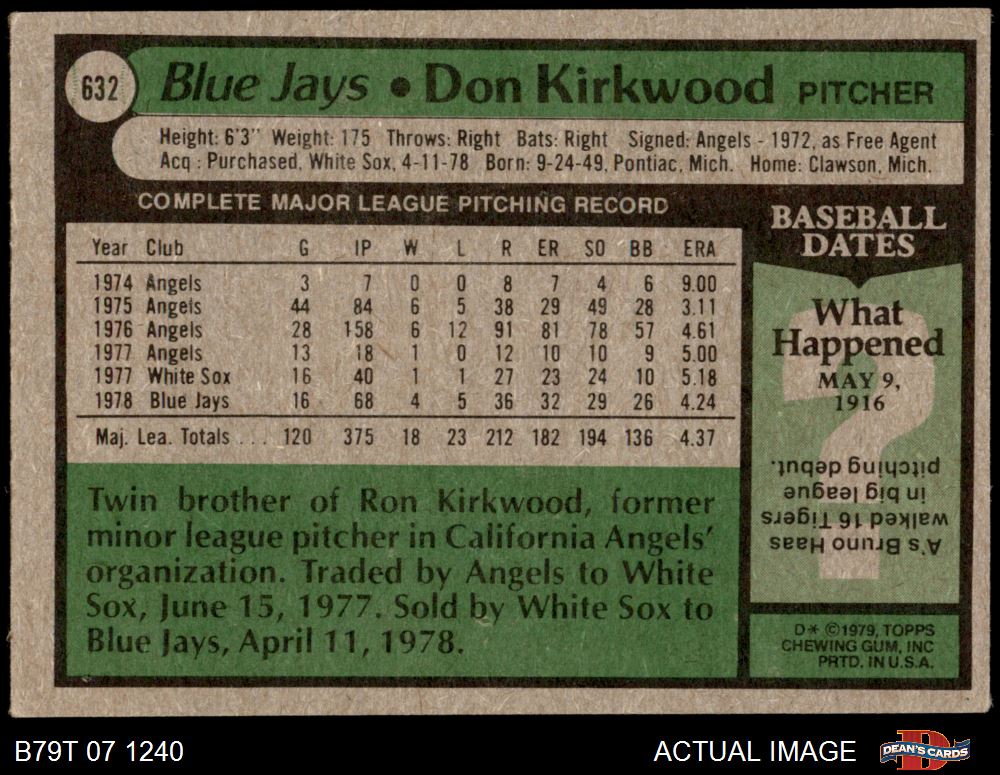 632 Blue Jays • Don Kirkwood PITCHER
Height: 6'3" Weight: 175 Throws: Right Bats: Right Signed: Angels - 1972, as Free Agent
Acq : Purchased, White Sox, 4-11-78 Born: 9-24-49, Pontiac, Mich. Home: Clawson, Mich.
COMPLETE MAJOR LEAGUE PITCHING RECORD
Year Club G IP W L R ER SO BB ERA
1974 Angels 3 7 0 0 8 7 4 6 9.00
1975 Angels 44 84 6 5 38 29 49 28 3.11
1976 Angels 28 158 6 12 91 81 78 57 4.61
1977 Angels 13 18 1 0 12 10 10 9 5.00
1977 White Sox 16 40 1 1 27 23 24 10 5.18
1978 Blue Jays 16 68 4 5 36 32 29 26 4.24
Maj. Lea. Totals . . . 120 375 18 23 212 182 194 136 4.37
Twin brother of Ron Kirkwood, former
minor league pitcher in California Angels'
organization. Traded by Angels to White
Sox, June 15, 1977. Sold by White Sox to
Blue Jays, April 11, 1978.
BASEBALL
DATES
What
Happened
MAY 9,
1916
A's Bruno Haas
walked 16 Tigers
in big league
pitching debut.
D* ©1979, TOPPS
CHEWING GUM, INC
PRTD. IN U.S.A.
B79T 07 1240
ACTUAL IMAGE
D
DEAN'S CARDS